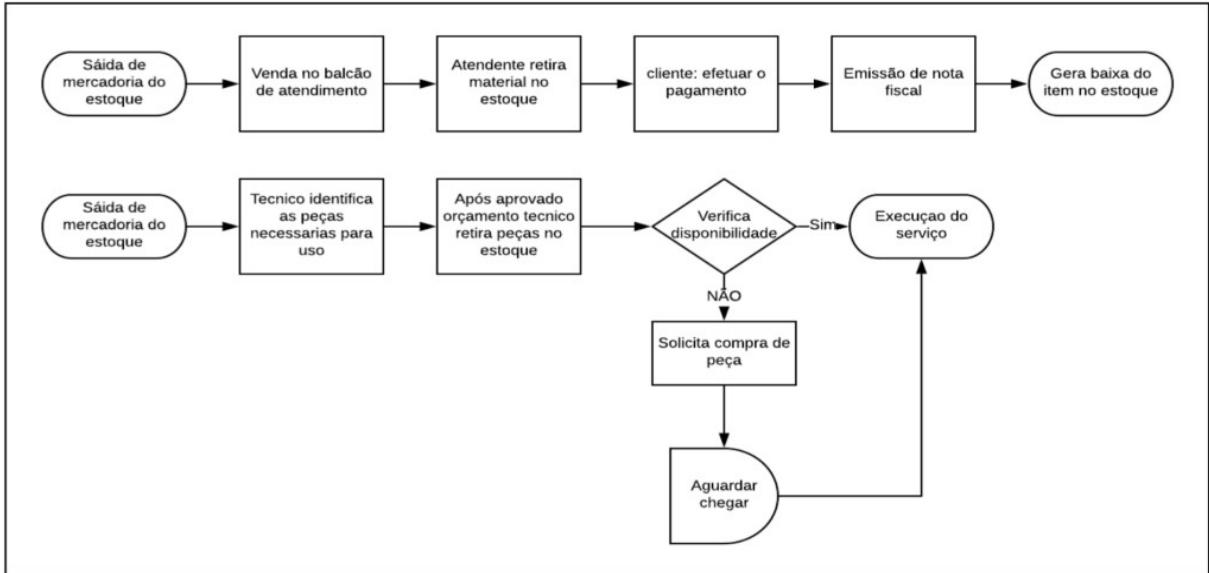 Sáida de
mercadoria do
estoque
Venda no balcão
de atendimento
Atendente retira
material no
estoque
cliente: efetuar o
pagamento
Emissão de nota
fiscal
Gera baixa do
item no estoque
Sáida de
mercadoria do
estoque
Tecnico identifica
as peças
necessarias para
uso
Após aprovado
orçamento tecnico
retira peças no
estoque
Verifica
disponibilidade
Sim
Execuçao do
serviço
NÃO
Solicita compra de
peça
Aguardar
chegar